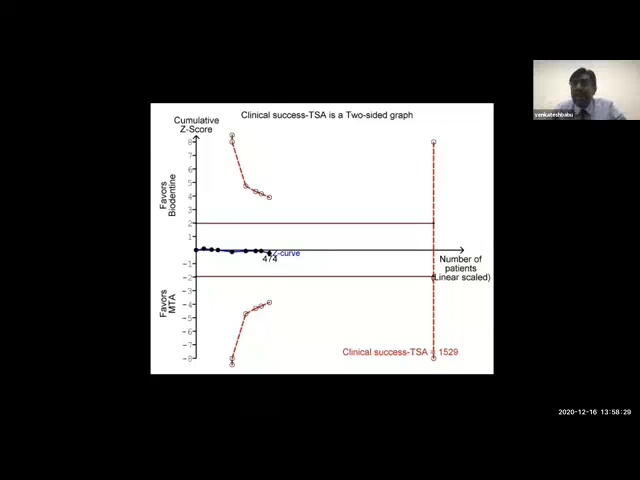 Clinical success-TSA is a Two-sided graph
Cumulative
Z-Score
8
7
6
5
4
3
2
1
-1
-2
-3
-4
-5
-6
-7
-8
Favors
Biodentine
Favors
MTA
Z-curve
474
Number of
patients
(Linear scaled)
Clinical success-TSA = 1529
venkateshbabu
2020-12-16 13:58:29